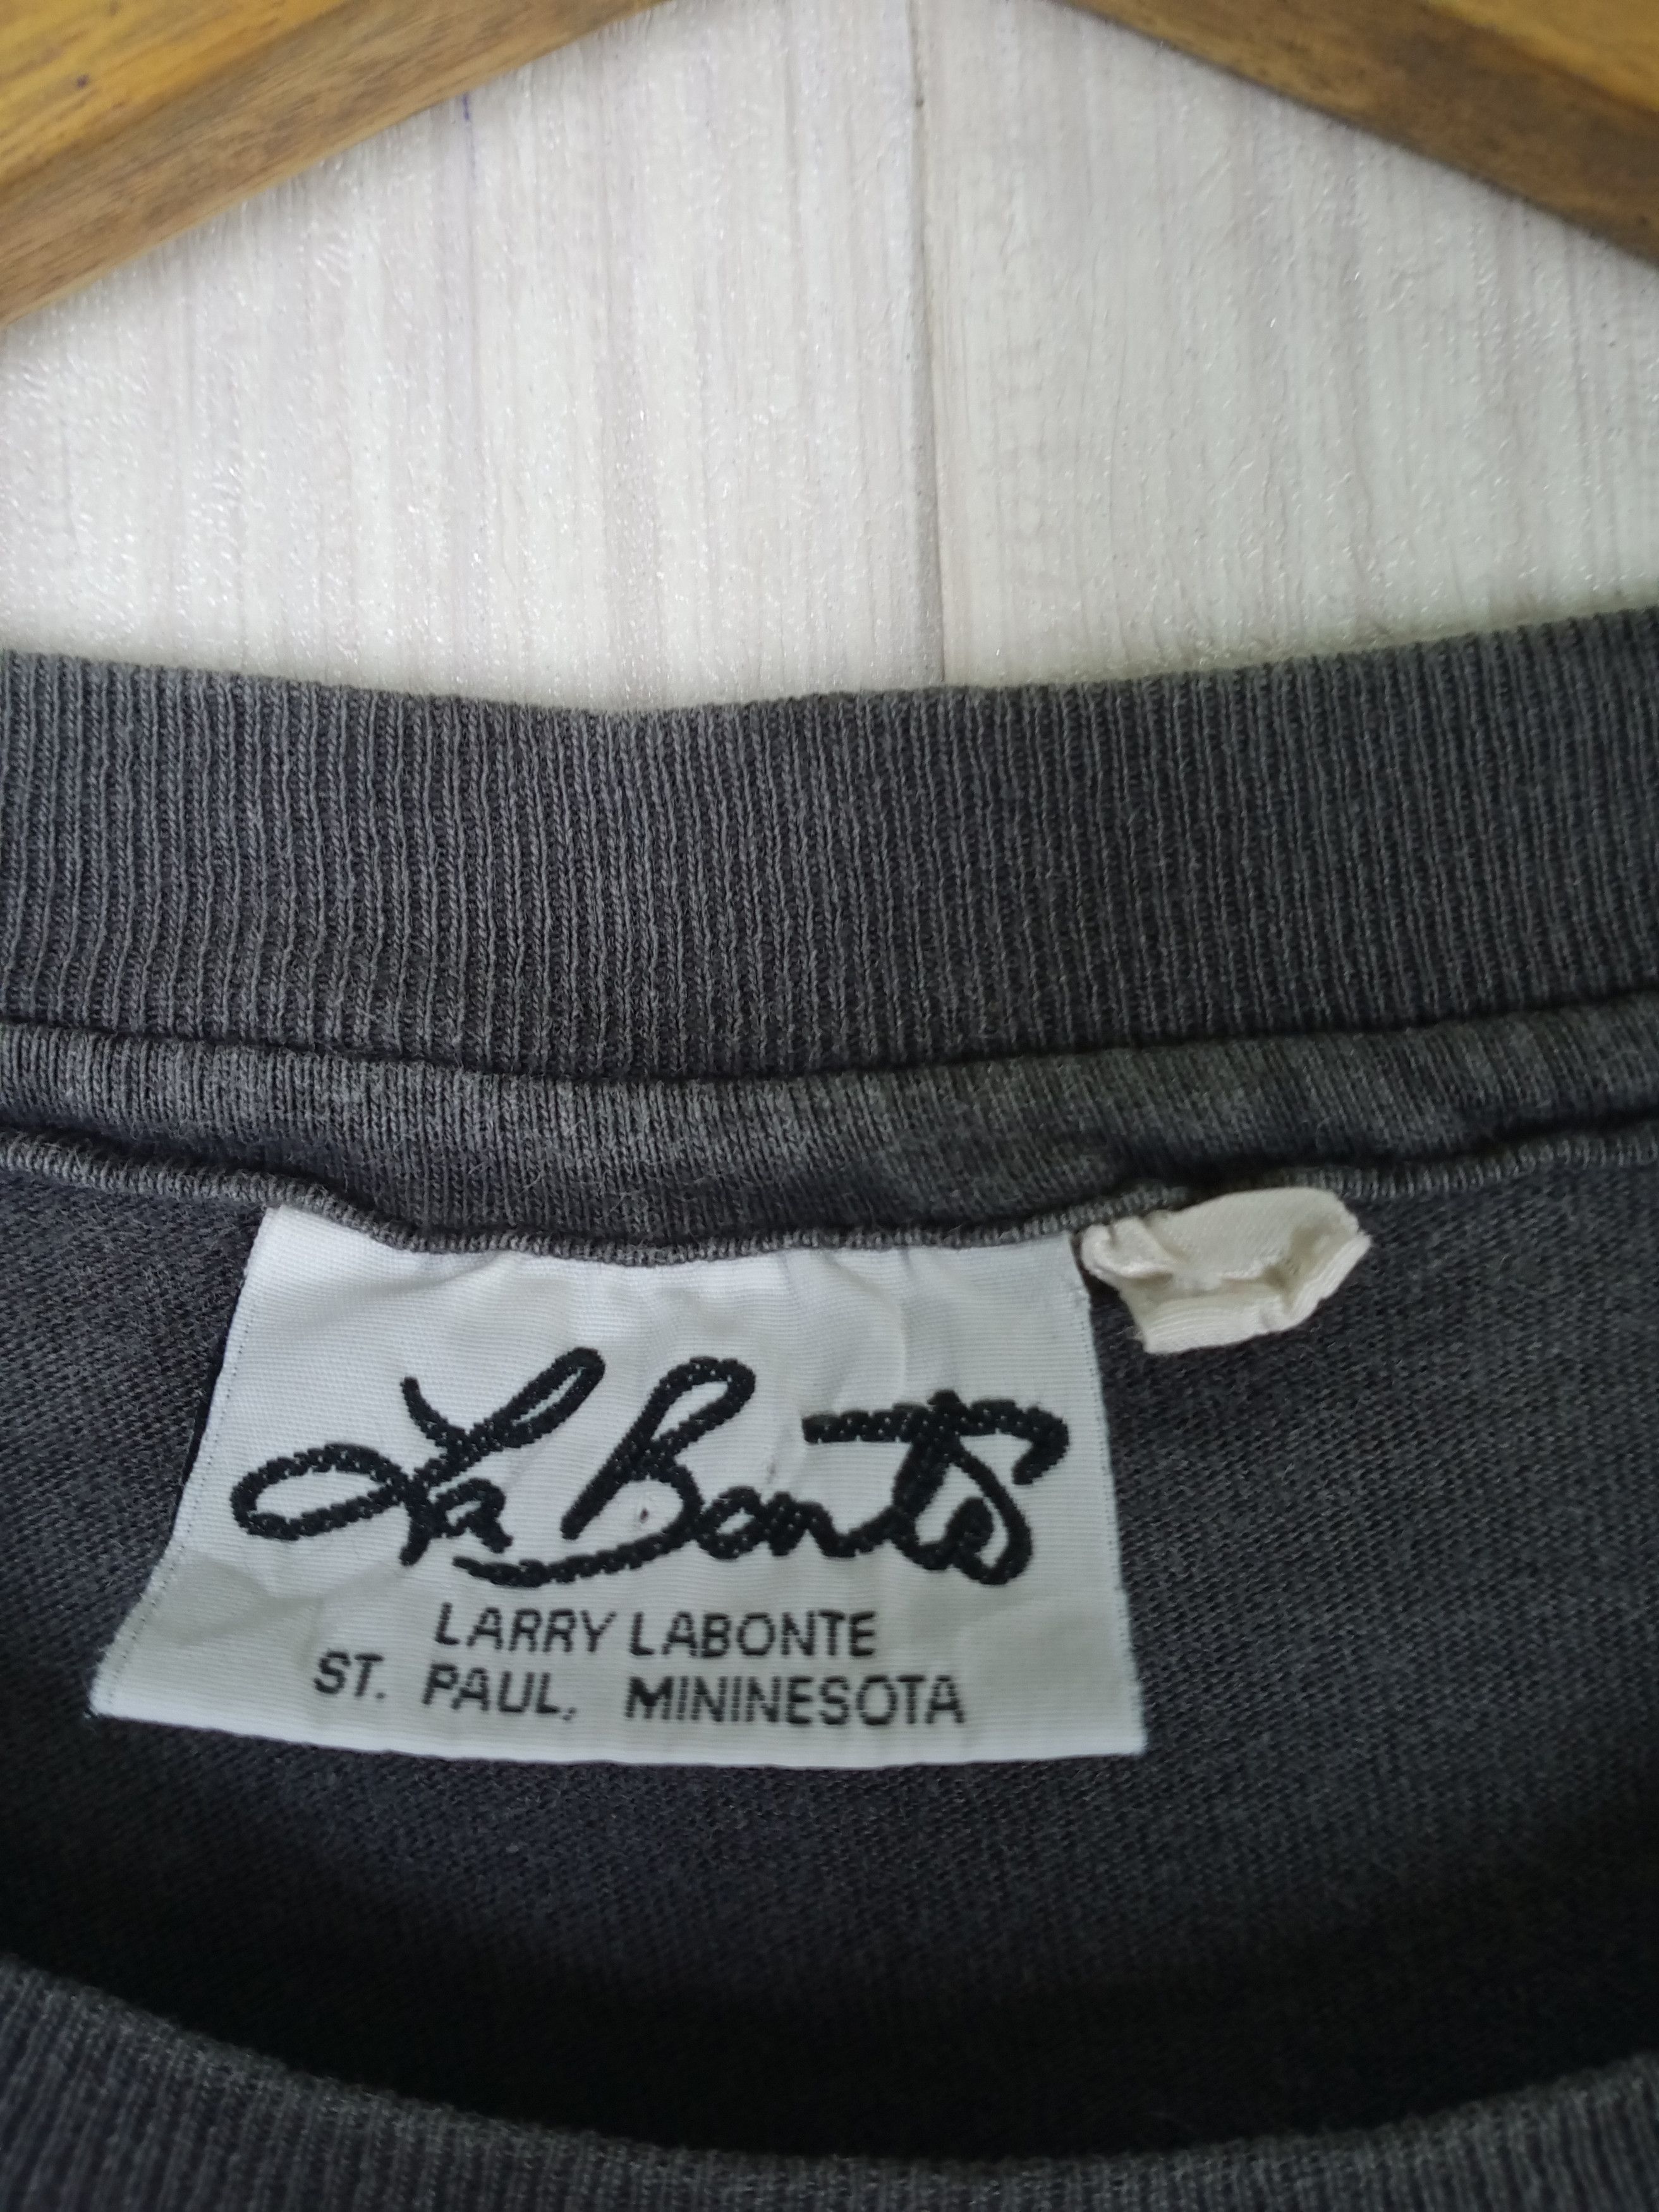 La Bonte
LARRY LABONTE
ST. PAUL, MININESOTA